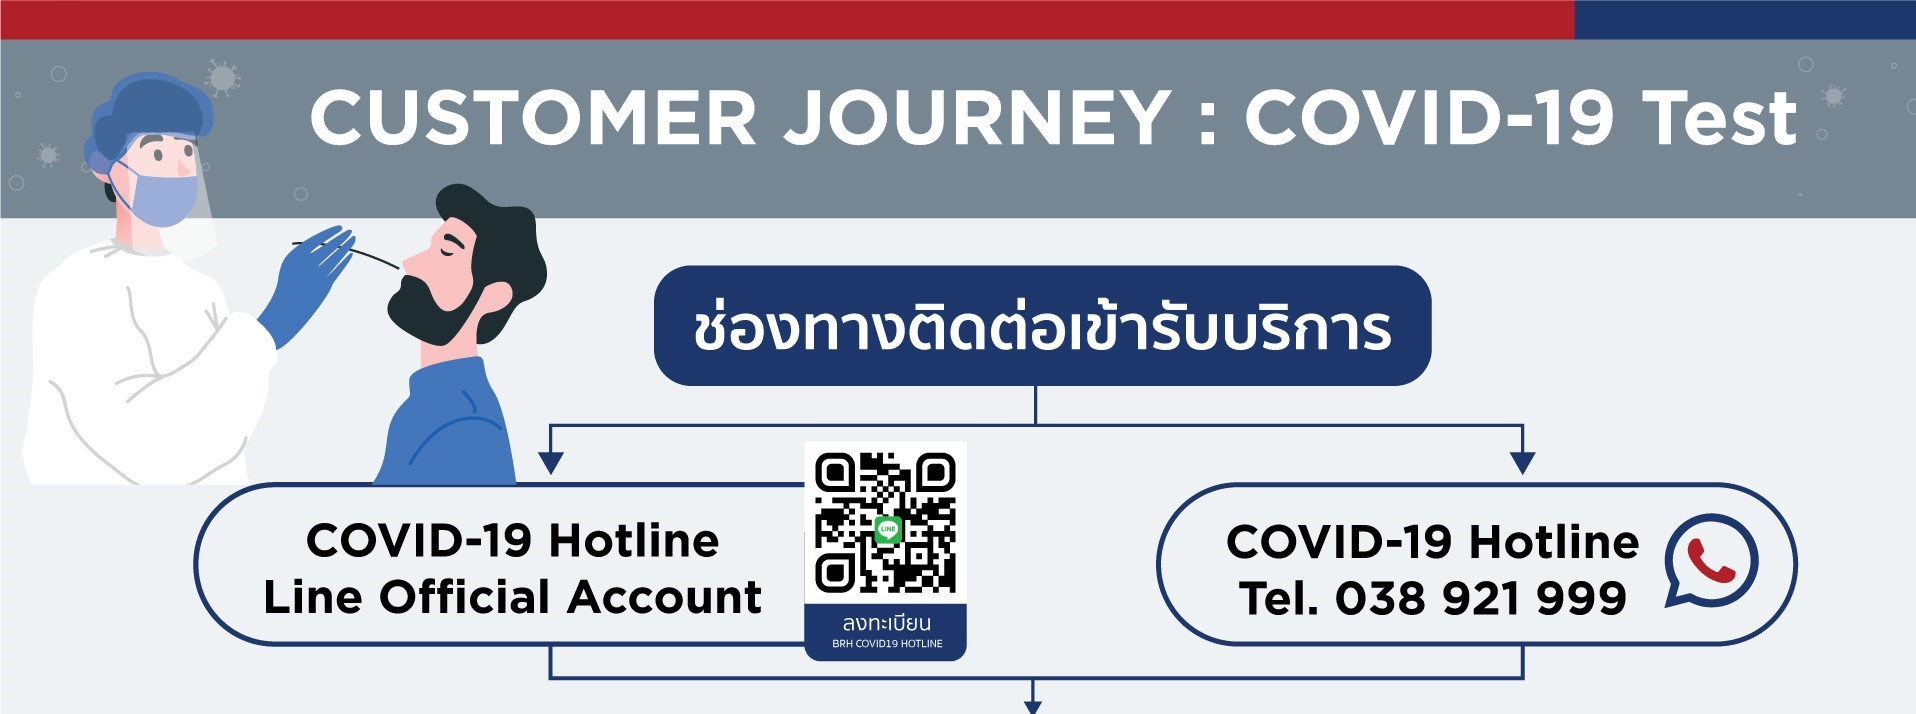 CUSTOMER JOURNEY : COVID-19 Test
ช่องทางติดต่อเข้ารับบริการ
COVID-19 Hotline
Line Official Account
LINE
ลงทะเบียน
BRH COVID19 HOTLINE
COVID-19 Hotline
Tel. 038 921 999